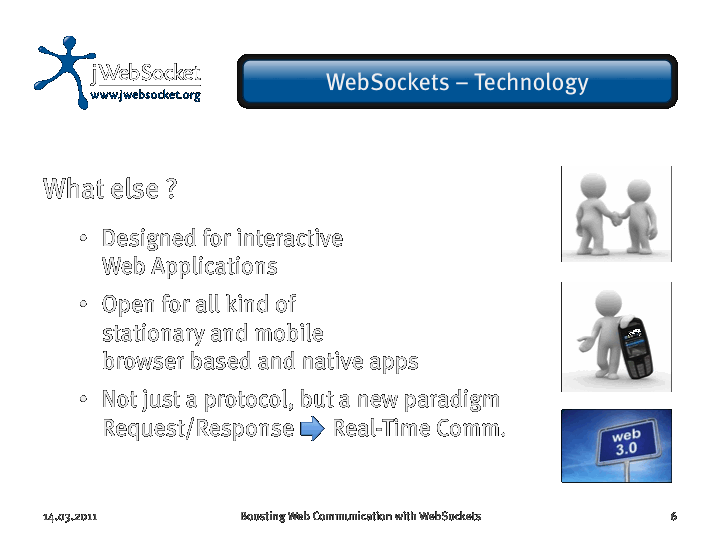 jWebSocket
www.jwebsocket.org
WebSockets – Technology
What else ?
• Designed for interactive
Web Applications
• Open for all kind of
stationary and mobile
browser based and native apps
• Not just a protocol, but a new paradigm
Request/Response Real-Time Comm.
web
3.0
14.03.2011 Boosting Web Communication with WebSockets 6